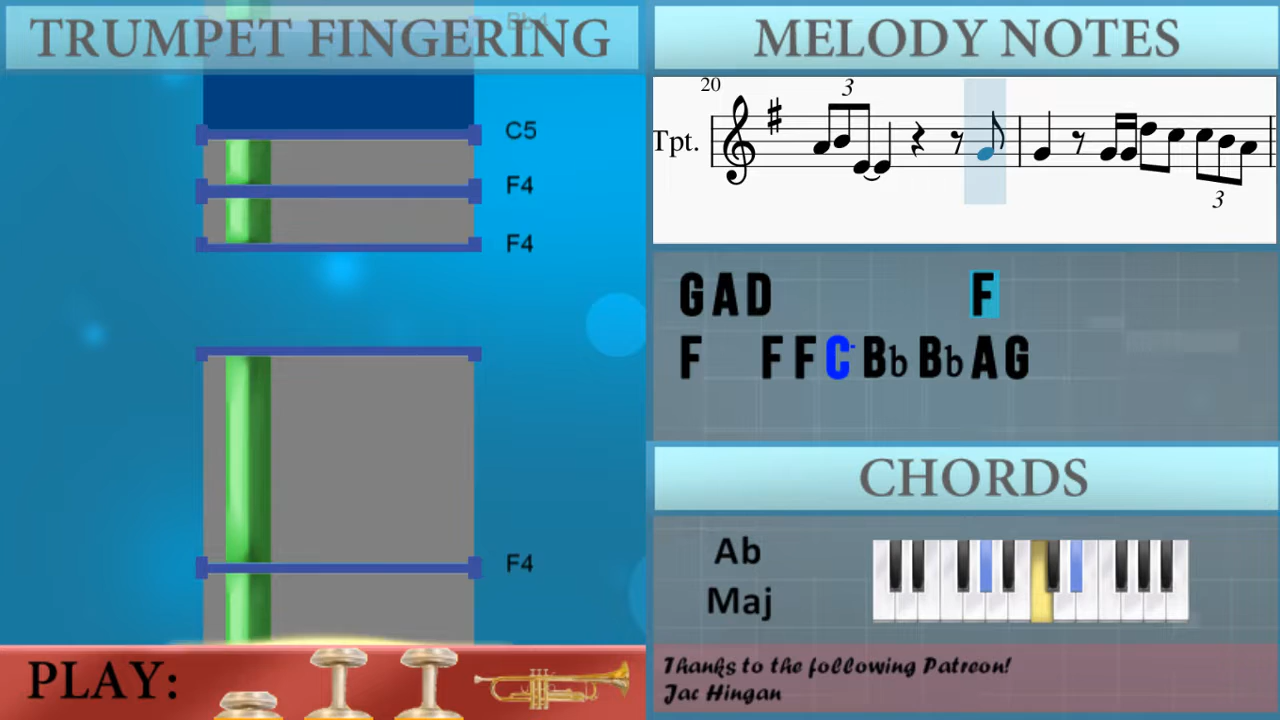 TRUMPET FINGERING
Bb4
C5
F4
F4
F4
PLAY:
MELODY NOTES
20
3
Tpt.
3
G A D F
F F F C Bb Bb A G
CHORDS
Ab
Maj
Thanks to the following Patreon!
Jac Hingan